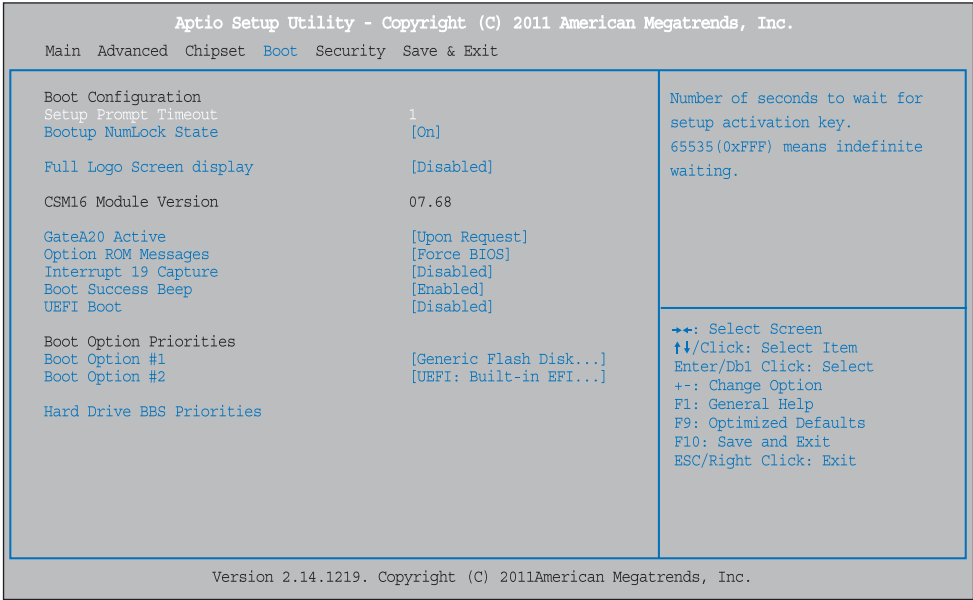 Aptio Setup Utility - Copyright (C) 2011 American Megatrends, Inc.
Main Advanced Chipset Boot Security Save & Exit
Boot Configuration
Setup Prompt Timeout 1
Bootup NumLock State [On]
Full Logo Screen display [Disabled]
CSM16 Module Version 07.68
GateA20 Active [Upon Request]
Option ROM Messages [Force BIOS]
Interrupt 19 Capture [Disabled]
Boot Success Beep [Enabled]
UEFI Boot [Disabled]
Boot Option Priorities
Boot Option #1 [Generic Flash Disk...]
Boot Option #2 [UEFI: Built-in EFI...]
Hard Drive BBS Priorities
Number of seconds to wait for
setup activation key.
65535(0xFFF) means indefinite
waiting.
→←: Select Screen
↑↓/Click: Select Item
Enter/Db1 Click: Select
+-: Change Option
F1: General Help
F9: Optimized Defaults
F10: Save and Exit
ESC/Right Click: Exit
Version 2.14.1219. Copyright (C) 2011American Megatrends, Inc.